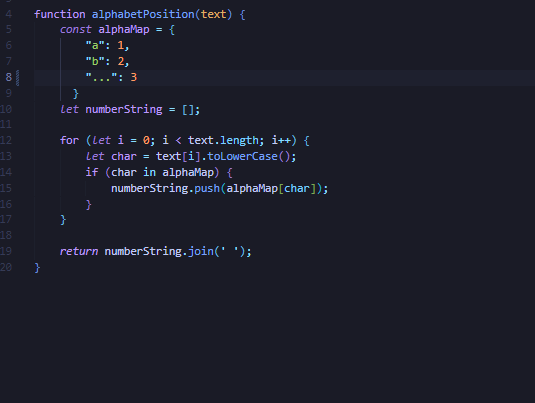 4 function alphabetPosition(text) {
5 const alphaMap = {
6 "a": 1,
7 "b": 2,
8 "...": 3
9 }
10 let numberString = [];
11
12 for (let i = 0; i < text.length; i++) {
13 let char = text[i].toLowerCase();
14 if (char in alphaMap) {
15 numberString.push(alphaMap[char]);
16 }
17 }
18
19 return numberString.join(' ');
20 }